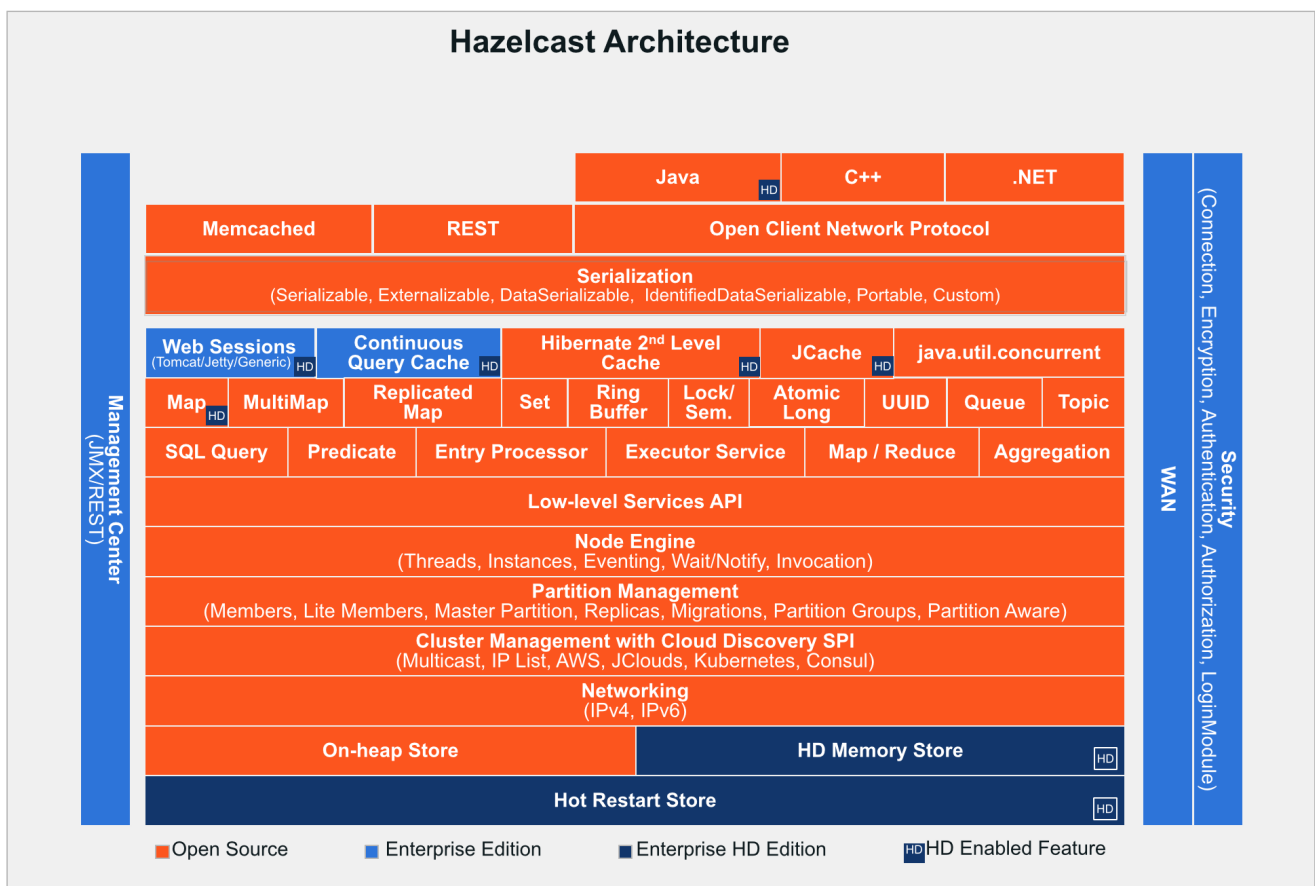 Hazelcast Architecture
Java
HD
C++
.NET
Memcached
REST
Open Client Network Protocol
Serialization
(Serializable, Externalizable, DataSerializable, IdentifiedDataSerializable, Portable, Custom)
Web Sessions
(Tomcat/Jetty/Generic)
HD
Continuous
Query Cache
HD
Hibernate 2nd Level
Cache
HD
JCache
HD
java.util.concurrent
Map
HD
MultiMap
Replicated
Map
Set
Ring
Buffer
Lock/
Sem.
Atomic
Long
UUID
Queue
Topic
SQL Query
Predicate
Entry Processor
Executor Service
Map / Reduce
Aggregation
Low-level Services API
Node Engine
(Threads, Instances, Eventing, Wait/Notify, Invocation)
Partition Management
(Members, Lite Members, Master Partition, Replicas, Migrations, Partition Groups, Partition Aware)
Cluster Management with Cloud Discovery SPI
(Multicast, IP List, AWS, JClouds, Kubernetes, Consul)
Networking
(IPv4, IPv6)
On-heap Store
HD Memory Store
HD
Hot Restart Store
HD
Management Center
(JMX/REST)
WAN
Security
(Connection, Encryption, Authentication, Authorization, LoginModule)
Open Source
Enterprise Edition
Enterprise HD Edition
HD
HD Enabled Feature